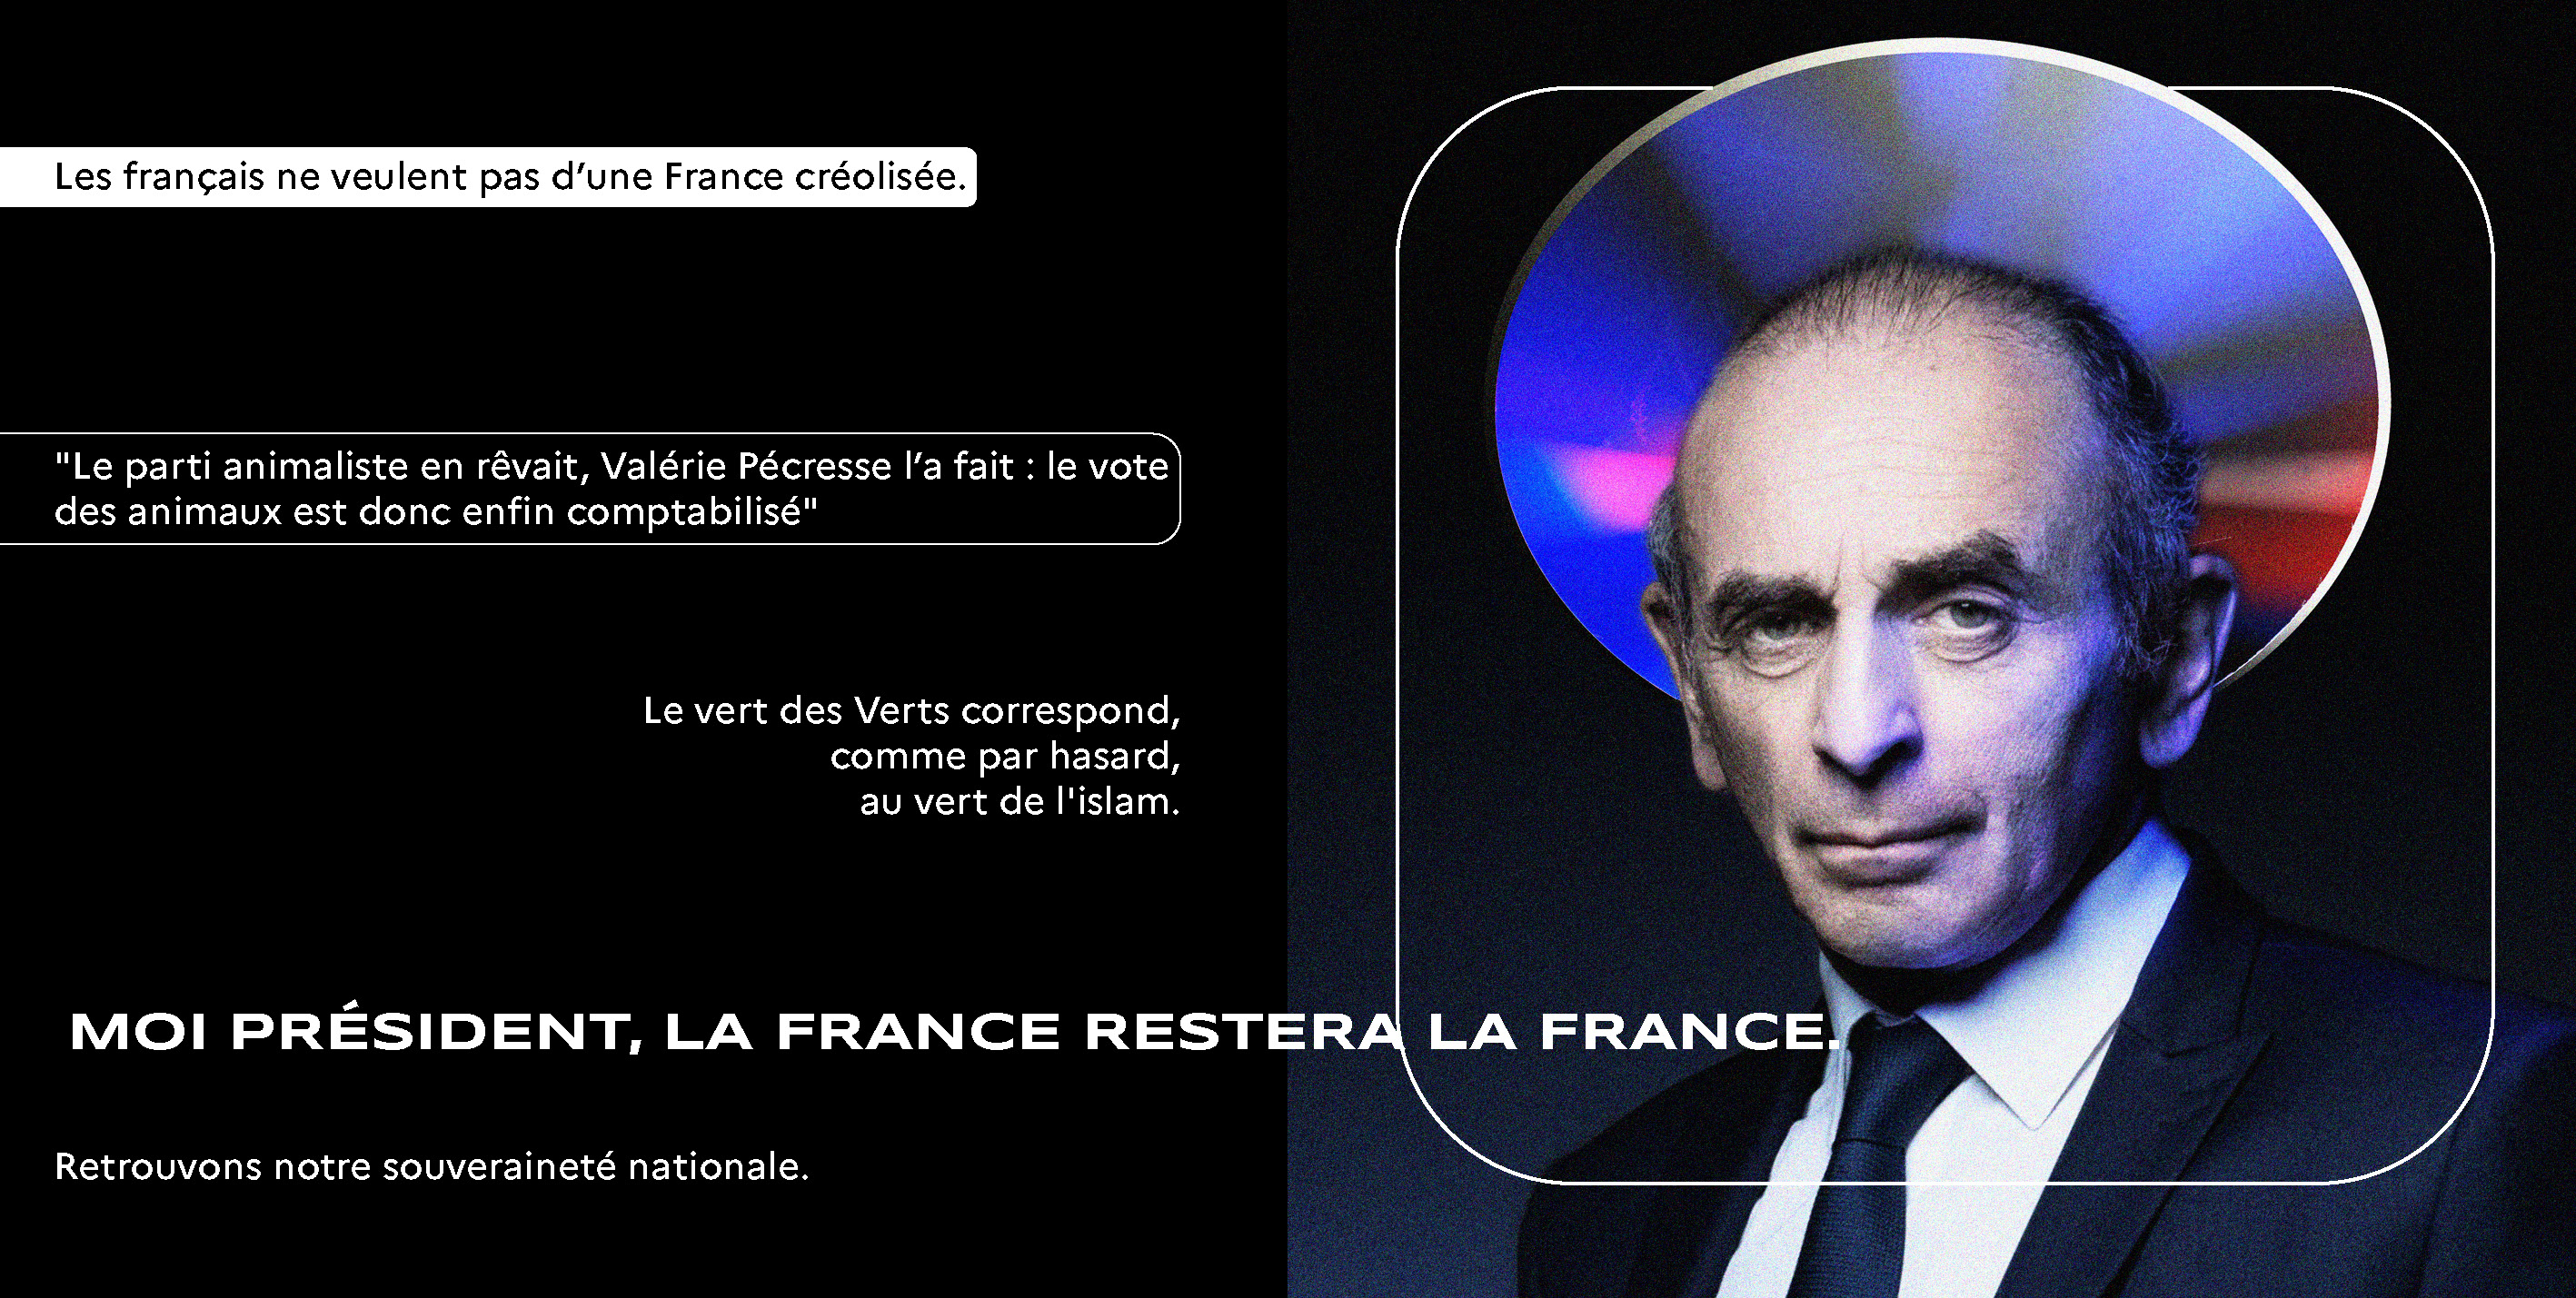 Les français ne veulent pas d’une France créolisée.
"Le parti animaliste en rêvait, Valérie Pécresse l’a fait : le vote
des animaux est donc enfin comptabilisé"
Le vert des Verts correspond,
comme par hasard,
au vert de l'islam.
MOI PRÉSIDENT, LA FRANCE RESTERA LA FRANCE.
Retrouvons notre souveraineté nationale.